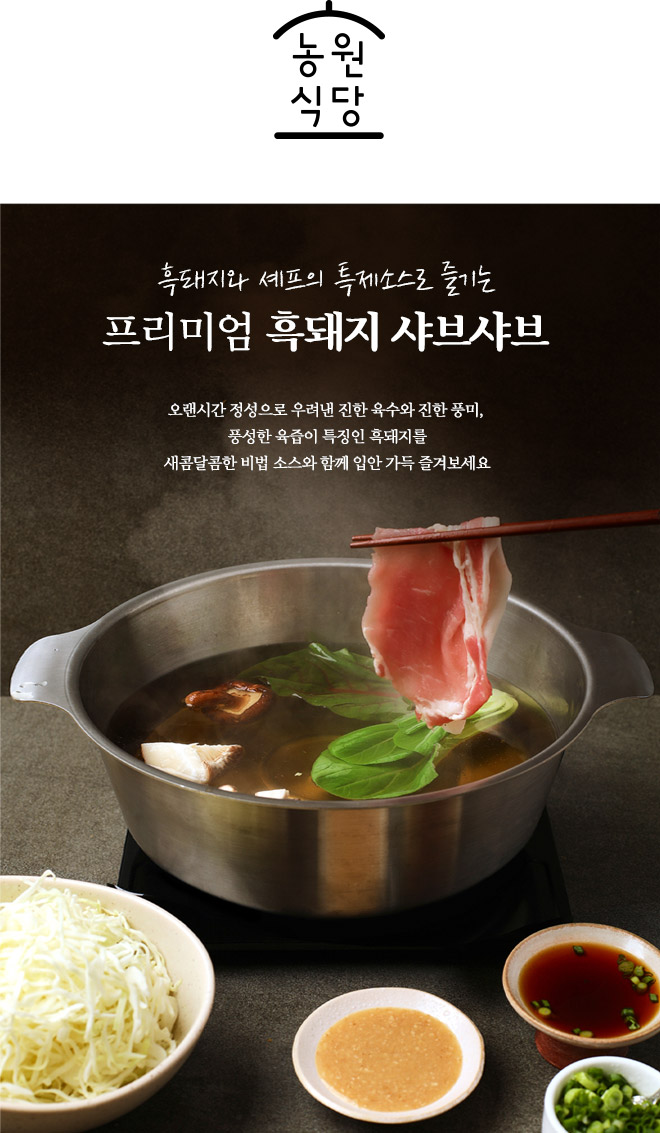 농원
식당
흑돼지와 셰프의 특제소스로 즐기는
프리미엄 흑돼지 샤브샤브
오랜시간 정성으로 우려낸 진한 육수와 진한 풍미,
풍성한 육즙이 특징인 흑돼지를
새콤달콤한 비법 소스와 함께 입안 가득 즐겨보세요